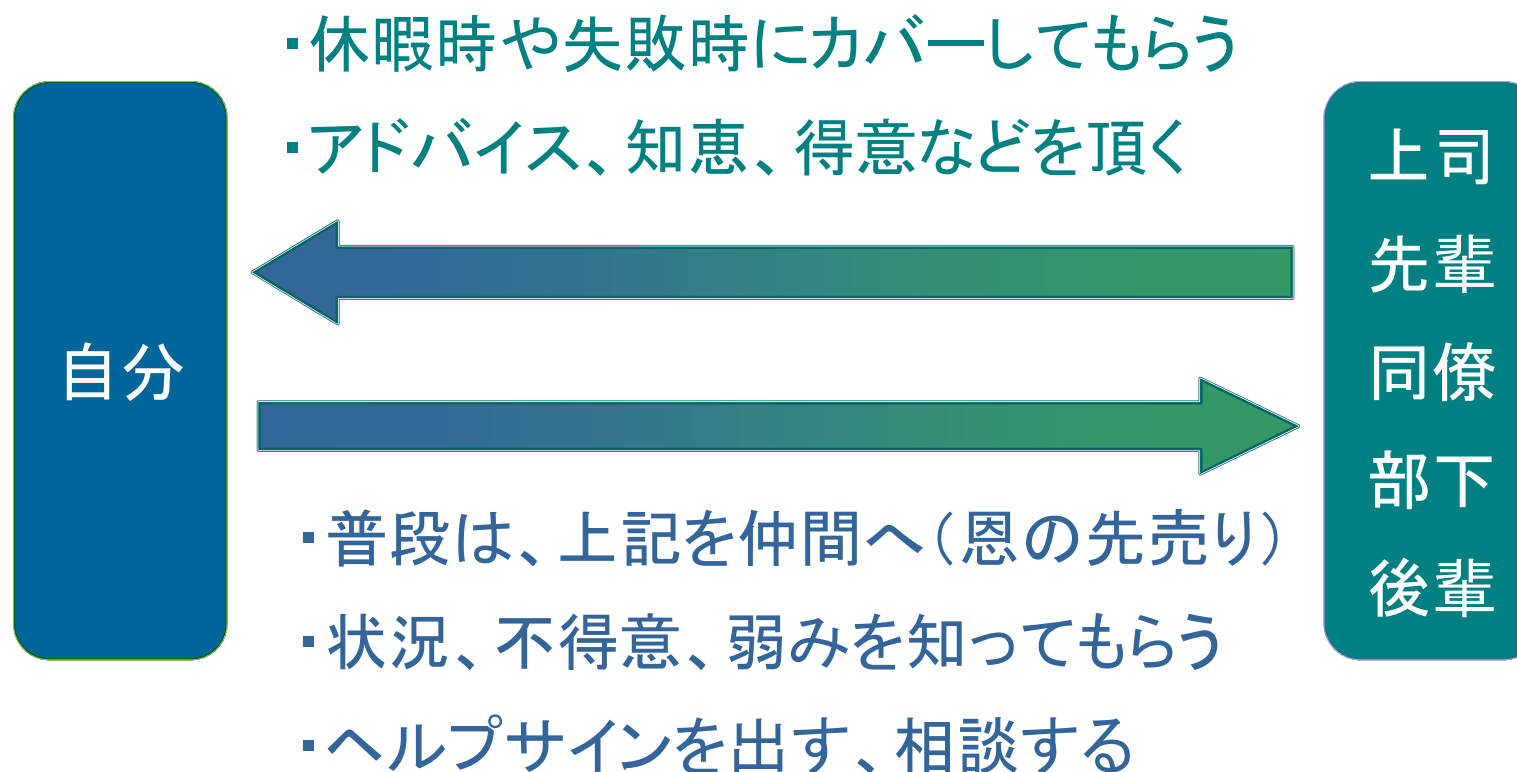 ・休暇時や失敗時にカバーしてもらう
・アドバイス、知恵、得意などを頂く
自分
上司
先輩
同僚
部下
後輩
・普段は、上記を仲間へ（恩の先売り）
・状況、不得意、弱みを知ってもらう
・ヘルプサインを出す、相談する